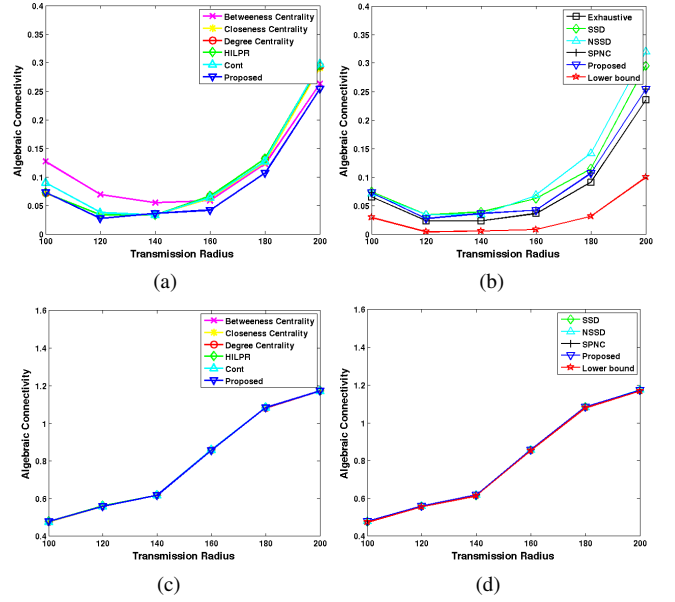 0.4
0.35
0.3
0.25
0.2
0.15
0.1
0.05
0
Algebraic Connectivity
Betweeness Centrality
Closeness Centrality
Degree Centrality
HILPR
Cont
Proposed
100 120 140 160 180 200
Transmission Radius
(a)
0.4
0.35
0.3
0.25
0.2
0.15
0.1
0.05
0
Algebraic Connectivity
Exhaustive
SSD
NSSD
SPNC
Proposed
Lower bound
100 120 140 160 180 200
Transmission Radius
(b)
1.6
1.4
1.2
1
0.8
0.6
0.4
Algebraic Connectivity
Betweeness Centrality
Closeness Centrality
Degree Centrality
HILPR
Cont
Proposed
100 120 140 160 180 200
Transmission Radius
(c)
1.6
1.4
1.2
1
0.8
0.6
0.4
Algebraic Connectivity
SSD
NSSD
SPNC
Proposed
Lower bound
100 120 140 160 180 200
Transmission Radius
(d)